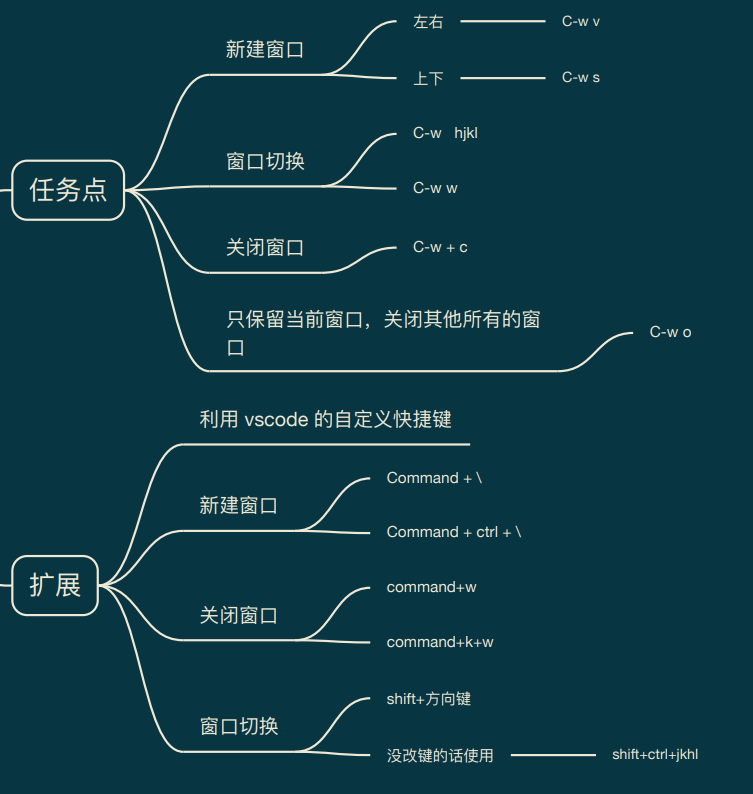 任务点
新建窗口
左右
C-w v
上下
C-w s
窗口切换
C-w hjkl
C-w w
关闭窗口
C-w + c
只保留当前窗口，关闭其他所有的窗
口
C-w o
扩展
利用 vscode 的自定义快捷键
新建窗口
Command + \
Command + ctrl + \
关闭窗口
command+w
command+k+w
窗口切换
shift+方向键
没改键的话使用
shift+ctrl+jkhl